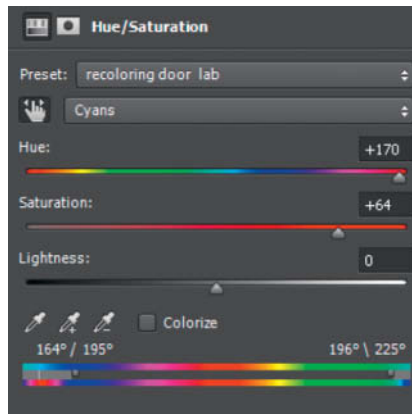 Hue/Saturation
Preset: recoloring door lab
Cyans
Hue: +170
Saturation: +64
Lightness: 0
Colorize
164° / 195° 196° \ 225°